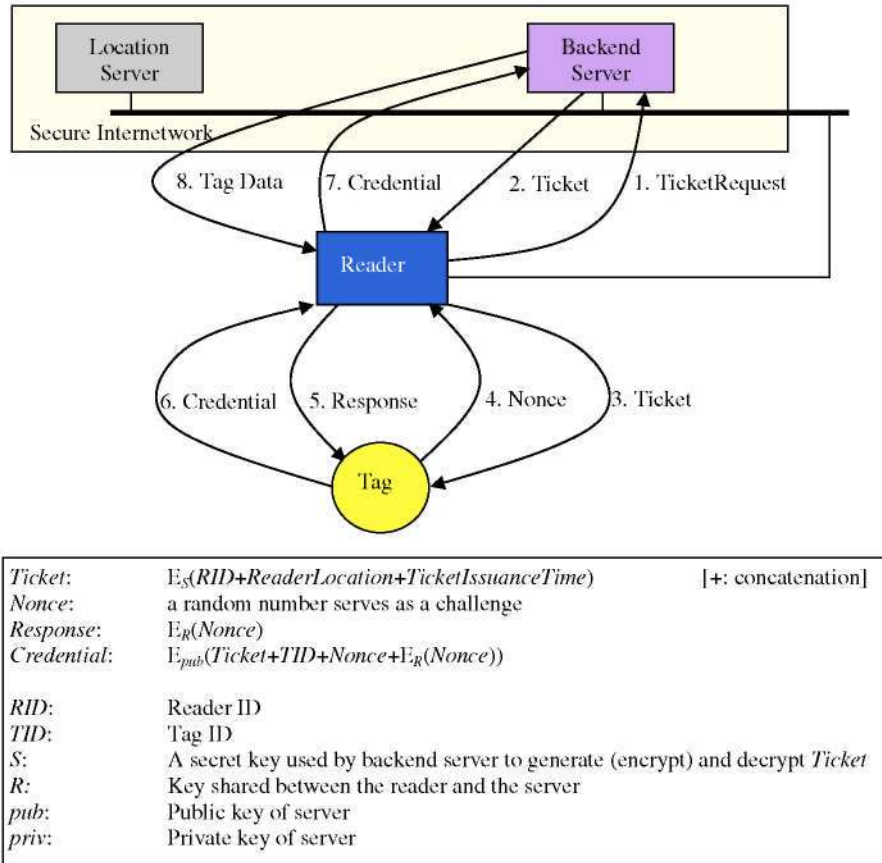 Location
Server
Backend
Server
Secure Internetwork
8. Tag Data
7. Credential
2. Ticket
1. TicketRequest
Reader
6. Credential
5. Response
4. Nonce
3. Ticket
Tag
Ticket: E_S(RID+ReaderLocation+TicketIssuanceTime) [+: concatenation]
Nonce: a random number serves as a challenge
Response: E_R(Nonce)
Credential: E_pub(Ticket+TID+Nonce+E_R(Nonce))
RID: Reader ID
TID: Tag ID
S: A secret key used by backend server to generate (encrypt) and decrypt Ticket
R: Key shared between the reader and the server
pub: Public key of server
priv: Private key of server